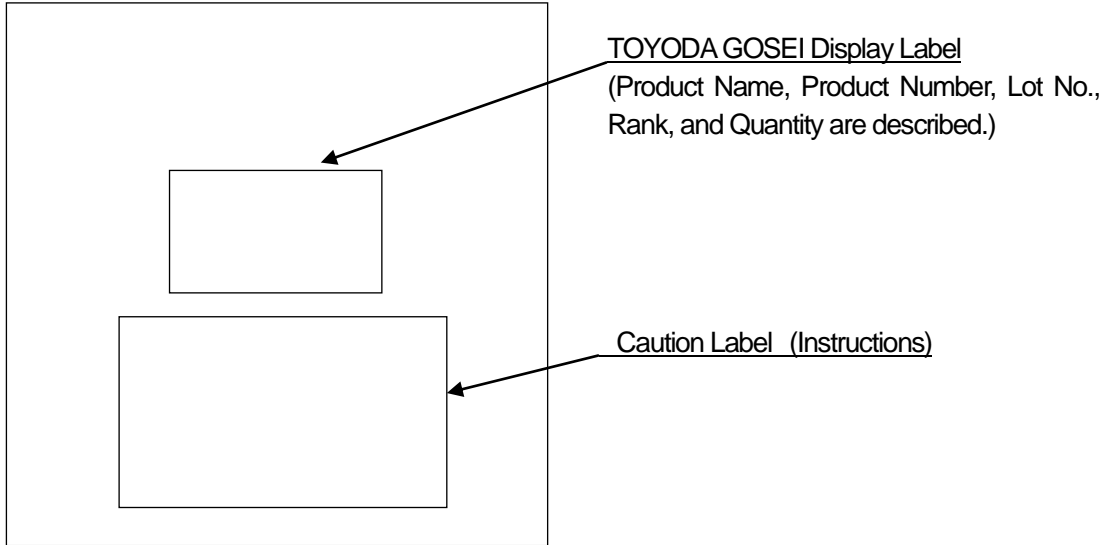 TOYODA GOSEI Display Label
(Product Name, Product Number, Lot No.,
Rank, and Quantity are described.)
Caution Label (Instructions)